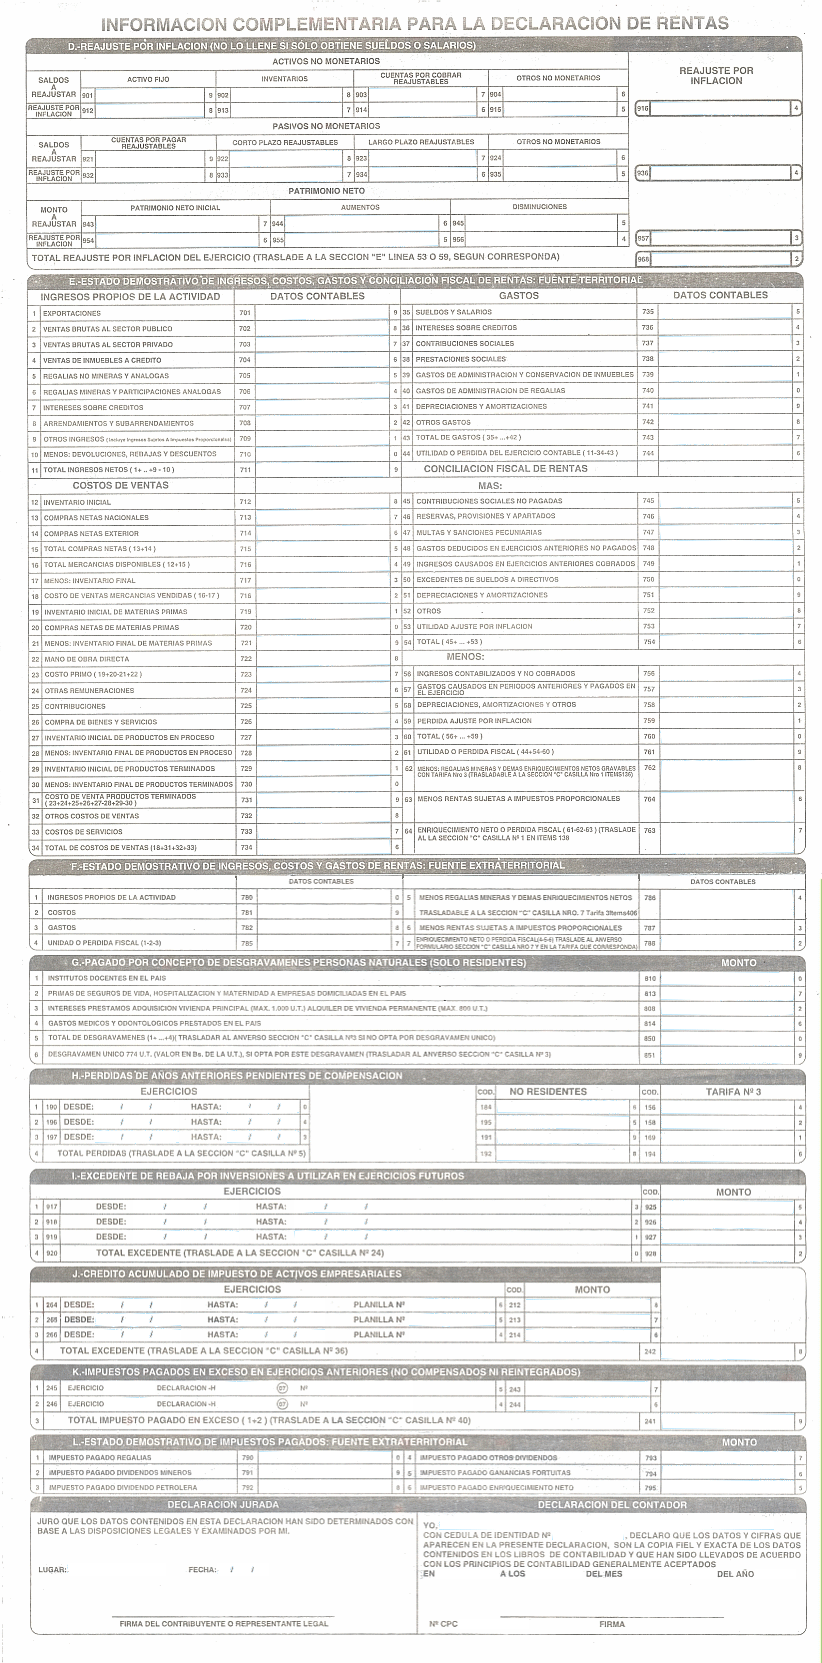 INFORMACION COMPLEMENTARIA PARA LA DECLARACION DE RENTAS
D.-REAJUSTE POR INFLACION (NO LO LLENE SI SOLO OBTIENE SUELDOS O SALARIOS)
ACTIVOS NO MONETARIOS
REAJUSTE POR INFLACION
SALDOS A REAJUSTAR ACTIVO FIJO INVENTARIOS CUENTAS POR COBRAR REAJUSTABLES OTROS NO MONETARIOS
901 9 902 8 903 7 904 6
REAJUSTE POR INFLACION 912 8 913 7 914 6 915 5 916 4
PASIVOS NO MONETARIOS
SALDOS A REAJUSTAR CUENTAS POR PAGAR REAJUSTABLES CORTO PLAZO REAJUSTABLES LARGO PLAZO REAJUSTABLES OTROS NO MONETARIOS
921 9 922 8 923 7 924 6
REAJUSTE POR INFLACION 932 8 933 7 934 6 935 5 936 4
PATRIMONIO NETO
MONTO A REAJUSTAR PATRIMONIO NETO INICIAL AUMENTOS DISMINUCIONES
943 7 944 6 945 5
REAJUSTE POR INFLACION 954 6 955 5 956 4 957 3
TOTAL REAJUSTE POR INFLACION DEL EJERCICIO (TRASLADE A LA SECCION "E" LINEA 53 O 59, SEGUN CORRESPONDA) 968 2
E.-ESTADO DEMOSTRATIVO DE INGRESOS, COSTOS, GASTOS Y CONCILIACION FISCAL DE RENTAS: FUENTE TERRITORIAL
INGRESOS PROPIOS DE LA ACTIVIDAD DATOS CONTABLES GASTOS DATOS CONTABLES
1 EXPORTACIONES 701 9 35 SUELDOS Y SALARIOS 735 5
2 VENTAS BRUTAS AL SECTOR PUBLICO 702 8 36 INTERESES SOBRE CREDITOS 736 4
3 VENTAS BRUTAS AL SECTOR PRIVADO 703 7 37 CONTRIBUCIONES SOCIALES 737 3
4 VENTAS DE INMUEBLES A CREDITO 704 6 38 PRESTACIONES SOCIALES 738 2
5 REGALIAS NO MINERAS Y ANALOGAS 705 5 39 GASTOS DE ADMINISTRACION Y CONSERVACION DE INMUEBLES 739 1
6 REGALIAS MINERAS Y PARTICIPACIONES ANALOGAS 706 4 40 GASTOS DE ADMINISTRACION DE REGALIAS 740 0
7 INTERESES SOBRE CREDITOS 707 3 41 DEPRECIACIONES Y AMORTIZACIONES 741 0
8 ARRENDAMIENTOS Y SUBARRENDAMIENTOS 708 2 42 OTROS GASTOS 742 8
9 OTROS INGRESOS (Incluye Ingresos Sujetos A Impuestos Proporcionales) 709 1 43 TOTAL DE GASTOS ( 35+ ...+42 ) 743 7
10 MENOS: DEVOLUCIONES, REBAJAS Y DESCUENTOS 710 0 44 UTILIDAD O PERDIDA DEL EJERCICIO CONTABLE ( 11-34-43 ) 744 6
11 TOTAL INGRESOS NETOS ( 1+ .. +9 - 10 ) 711 9 CONCILIACION FISCAL DE RENTAS
COSTOS DE VENTAS MAS:
12 INVENTARIO INICIAL 712 8 45 CONTRIBUCIONES SOCIALES NO PAGADAS 745 5
13 COMPRAS NETAS NACIONALES 713 7 46 RESERVAS, PROVISIONES Y APARTADOS 746 4
14 COMPRAS NETAS EXTERIOR 714 6 47 MULTAS Y SANCIONES PECUNIARIAS 747 3
15 TOTAL COMPRAS NETAS ( 13+14 ) 715 5 48 GASTOS DEDUCIDOS EN EJERCICIOS ANTERIORES NO PAGADOS 748 2
16 TOTAL MERCANCIAS DISPONIBLES ( 12+15 ) 716 4 49 INGRESOS CAUSADOS EN EJERCICIOS ANTERIORES COBRADOS 749 1
17 MENOS: INVENTARIO FINAL 717 3 50 EXCEDENTES DE SUELDOS A DIRECTIVOS 750 0
18 COSTO DE VENTAS MERCANCIAS VENDIDAS ( 16-17 ) 718 2 51 DEPRECIACIONES Y AMORTIZACIONES 751 9
19 INVENTARIO INICIAL DE MATERIAS PRIMAS 719 1 52 OTROS 752 8
20 COMPRAS NETAS DE MATERIAS PRIMAS 720 0 53 UTILIDAD AJUSTE POR INFLACION 753 7
21 MENOS: INVENTARIO FINAL DE MATERIAS PRIMAS 721 9 54 TOTAL ( 45+ ... +53 ) 754 6
22 MANO DE OBRA DIRECTA 722 8 MENOS:
23 COSTO PRIMO ( 19+20-21+22 ) 723 7 56 INGRESOS CONTABILIZADOS Y NO COBRADOS 756 4
24 OTRAS REMUNERACIONES 724 6 57 GASTOS CAUSADOS EN PERIODOS ANTERIORES Y PAGADOS EN EL EJERCICIO 757 3
25 CONTRIBUCIONES 725 5 58 DEPRECIACIONES, AMORTIZACIONES Y OTROS 758 2
26 COMPRA DE BIENES Y SERVICIOS 726 4 59 PERDIDA AJUSTE POR INFLACION 759 1
27 INVENTARIO INICIAL DE PRODUCTOS EN PROCESO 727 3 60 TOTAL ( 56+ ... +59 ) 760 0
28 MENOS: INVENTARIO FINAL DE PRODUCTOS EN PROCESO 728 2 61 UTILIDAD O PERDIDA FISCAL ( 44+54-60 ) 761 9
29 INVENTARIO INICIAL DE PRODUCTOS TERMINADOS 729 1 62 MENOS: REGALIAS MINERAS Y DEMAS ENRIQUECIMIENTOS NETOS GRAVABLES CON TARIFA Nro 3 (TRASLADABLE A LA SECCION "C" CASILLA Nro 1 ITEMS136) 762 8
30 MENOS: INVENTARIO FINAL DE PRODUCTOS TERMINADOS 730 0
31 COSTO DE VENTA PRODUCTOS TERMINADOS ( 23+24+25+26+27-28+29-30 ) 731 9 63 MENOS RENTAS SUJETAS A IMPUESTOS PROPORCIONALES 764 6
32 OTROS COSTOS DE VENTAS 732 8
33 COSTOS DE SERVICIOS 733 7 64 ENRIQUECIMIENTO NETO O PERDIDA FISCAL ( 61-62-63 ) (TRASLADE AL LA SECCION "C" CASILLA Nº 1 EN ITEMS 136 763 7
34 TOTAL DE COSTOS DE VENTAS (18+31+32+33) 734 6
F.-ESTADO DEMOSTRATIVO DE INGRESOS, COSTOS Y GASTOS DE RENTAS: FUENTE EXTRATERRITORIAL
DATOS CONTABLES DATOS CONTABLES
1 INGRESOS PROPIOS DE LA ACTIVIDAD 780 0 5 MENOS REGALIAS MINERAS Y DEMAS ENRIQUECIMIENTOS NETOS 786 4
2 COSTOS 781 9 TRASLADABLE A LA SECCION "C" CASILLA NRO. 7 Tarifa 3Items406
3 GASTOS 782 8 6 MENOS RENTAS SUJETAS A IMPUESTOS PROPORCIONALES 787 3
4 UNIDAD O PERDIDA FISCAL (1-2-3) 785 7 7 ENRIQUECIMIENTO NETO O PERDIDA FISCAL(4-5-6) TRASLADE AL ANVERSO FORMULARIO SECCION "C" CASILLA NRO 7 Y EN LA TARIFA QUE CORRESPONDA) 788 2
G.-PAGADO POR CONCEPTO DE DESGRAVAMENES PERSONAS NATURALES (SOLO RESIDENTES) MONTO
1 INSTITUTOS DOCENTES EN EL PAIS 810 0
2 PRIMAS DE SEGUROS DE VIDA, HOSPITALIZACION Y MATERNIDAD A EMPRESAS DOMICILIADAS EN EL PAIS 813 7
3 INTERESES PRESTAMOS ADQUISICION VIVIENDA PRINCIPAL (MAX. 1.000 U.T.) ALQUILER DE VIVIENDA PERMANENTE (MAX. 800 U.T.) 808 2
4 GASTOS MEDICOS Y ODONTOLOGICOS PRESTADOS EN EL PAIS 814 6
5 TOTAL DE DESGRAVAMENES (1+ ...+4)( TRASLADAR AL ANVERSO SECCION "C" CASILLA Nº3 SI NO OPTA POR DESGRAVAMEN UNICO) 850 0
6 DESGRAVAMEN UNICO 774 U.T. (VALOR EN Bs. DE LA U.T.), SI OPTA POR ESTE DESGRAVAMEN (TRASLADAR AL ANVERSO SECCION "C" CASILLA Nº 3) 851 9
H.-PERDIDAS DE AÑOS ANTERIORES PENDIENTES DE COMPENSACION
EJERCICIOS COD. NO RESIDENTES COD. TARIFA Nº 3
1 190 DESDE: / / HASTA: / / 0 184 6 156 4
2 196 DESDE: / / HASTA: / / 4 195 5 158 2
3 197 DESDE: / / HASTA: / / 3 191 9 169 1
4 TOTAL PERDIDAS (TRASLADE A LA SECCION "C" CASILLA Nº 5) 192 8 194 6
I.-EXCEDENTE DE REBAJA POR INVERSIONES A UTILIZAR EN EJERCICIOS FUTUROS
EJERCICIOS COD. MONTO
1 917 DESDE: / / HASTA: / / 3 925 5
2 918 DESDE: / / HASTA: / / 2 926 4
3 919 DESDE: / / HASTA: / / 1 927 3
4 920 TOTAL EXCEDENTE (TRASLADE A LA SECCION "C" CASILLA Nº 24) 0 928 2
J.-CREDITO ACUMULADO DE IMPUESTO DE ACTIVOS EMPRESARIALES
EJERCICIOS COD. MONTO
1 264 DESDE: / / HASTA: / / PLANILLA Nº 6 212 8
2 265 DESDE: / / HASTA: / / PLANILLA Nº 5 213 7
3 266 DESDE: / / HASTA: / / PLANILLA Nº 4 214 6
4 TOTAL EXCEDENTE (TRASLADE A LA SECCION "C" CASILLA Nº 36) 242 8
K.-IMPUESTOS PAGADOS EN EXCESO EN EJERCICIOS ANTERIORES (NO COMPENSADOS NI REINTEGRADOS)
1 245 EJERCICIO DECLARACION -H 07 Nº 5 243 7
2 246 EJERCICIO DECLARACION -H 07 Nº 4 244 6
3 TOTAL IMPUESTO PAGADO EN EXCESO ( 1+2 ) (TRASLADE A LA SECCION "C" CASILLA Nº 40) 241 9
L.-ESTADO DEMOSTRATIVO DE IMPUESTOS PAGADOS: FUENTE EXTRATERRITORIAL MONTO
1 IMPUESTO PAGADO REGALIAS 790 0 4 IMPUESTO PAGADO OTROS DIVIDENDOS 793 7
2 IMPUESTO PAGADO DIVIDENDOS MINEROS 791 9 5 IMPUESTO PAGADO GANANCIAS FORTUITAS 794 6
3 IMPUESTO PAGADO DIVIDENDO PETROLERA 792 8 6 IMPUESTO PAGADO ENRIQUECIMIENTO NETO 795 5
DECLARACION JURADA DECLARACION DEL CONTADOR
JURO QUE LOS DATOS CONTENIDOS EN ESTA DECLARACION HAN SIDO DETERMINADOS CON
BASE A LAS DISPOSICIONES LEGALES Y EXAMINADOS POR MI.
LUGAR: FECHA: / /
FIRMA DEL CONTRIBUYENTE O REPRESENTANTE LEGAL
YO,
CON CEDULA DE IDENTIDAD Nº , DECLARO QUE LOS DATOS Y CIFRAS QUE
APARECEN EN LA PRESENTE DECLARACION, SON LA COPIA FIEL Y EXACTA DE LOS DATOS
CONTENIDOS EN LOS LIBROS DE CONTABILIDAD Y QUE HAN SIDO LLEVADOS DE ACUERDO
CON LOS PRINCIPIOS DE CONTABILIDAD GENERALMENTE ACEPTADOS
EN A LOS DEL MES DEL AÑO
Nº CPC FIRMA